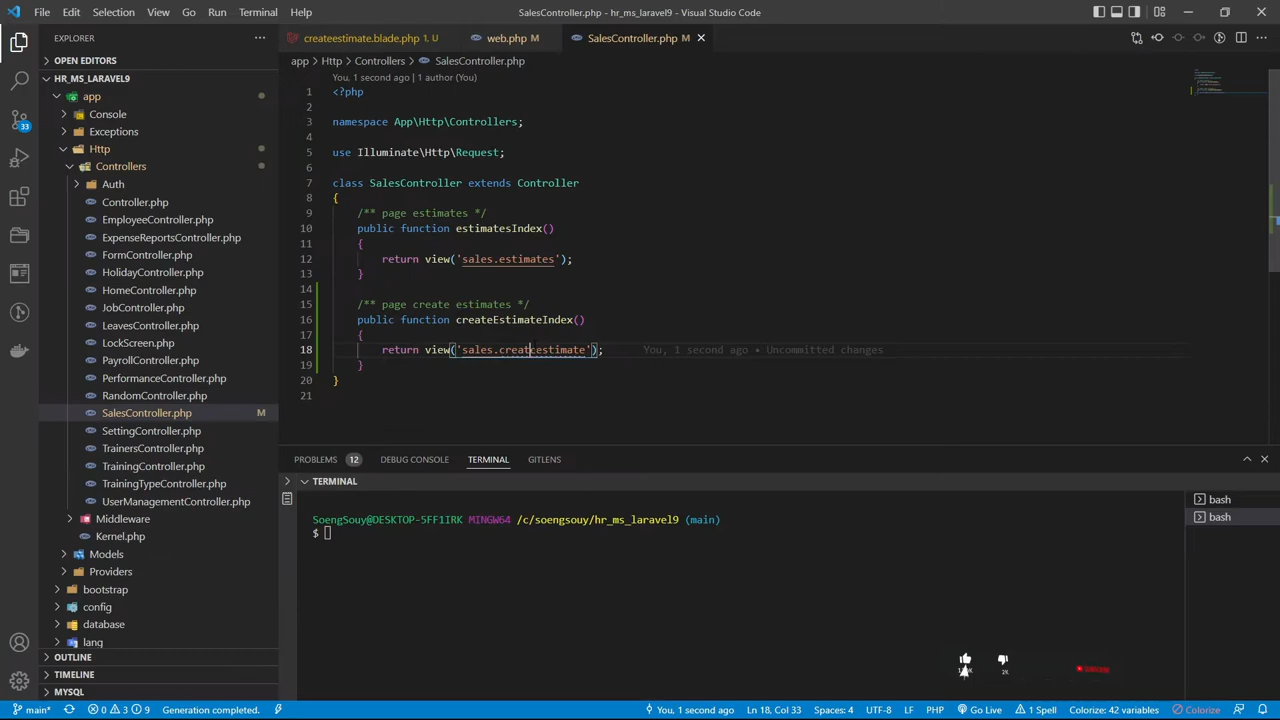 File Edit Selection View Go Run Terminal Help
SalesController.php - hr_ms_laravel9 - Visual Studio Code
EXPLORER
OPEN EDITORS
HR_MS_LARAVEL9
app
Console
Exceptions
Http
Controllers
Auth
Controller.php
EmployeeController.php
ExpenseReportsController.php
FormController.php
HolidayController.php
HomeController.php
JobController.php
LeavesController.php
LockScreen.php
PayrollController.php
PerformanceController.php
RandomController.php
SalesController.php M
SettingController.php
TrainersController.php
TrainingController.php
TrainingTypeController.php
UserManagementController.php
Middleware
Kernel.php
Models
Providers
bootstrap
config
database
lang
OUTLINE
TIMELINE
MYSQL
33
createestimate.blade.php 1, U
web.php M
SalesController.php M
app > Http > Controllers > SalesController.php
You, 1 second ago | 1 author (You)
1 <?php
2
3 namespace App\Http\Controllers;
4
5 use Illuminate\Http\Request;
6
7 class SalesController extends Controller
8 {
9 /** page estimates */
10 public function estimatesIndex()
11 {
12 return view('sales.estimates');
13 }
14
15 /** page create estimates */
16 public function createEstimateIndex()
17 {
18 return view('sales.createestimate'); You, 1 second ago • Uncommitted changes
19 }
20 }
21
PROBLEMS 12 DEBUG CONSOLE TERMINAL GITLENS
TERMINAL
SoengSouy@DESKTOP-5FF1IRK MINGW64 /c/soengsouy/hr_ms_laravel9 (main)
$
bash
bash
2K
main* 0 3 9 Generation completed.
You, 1 second ago Ln 18, Col 33 Spaces: 4 UTF-8 LF PHP Go Live 1 Spell Colorize: 42 variables Colorize